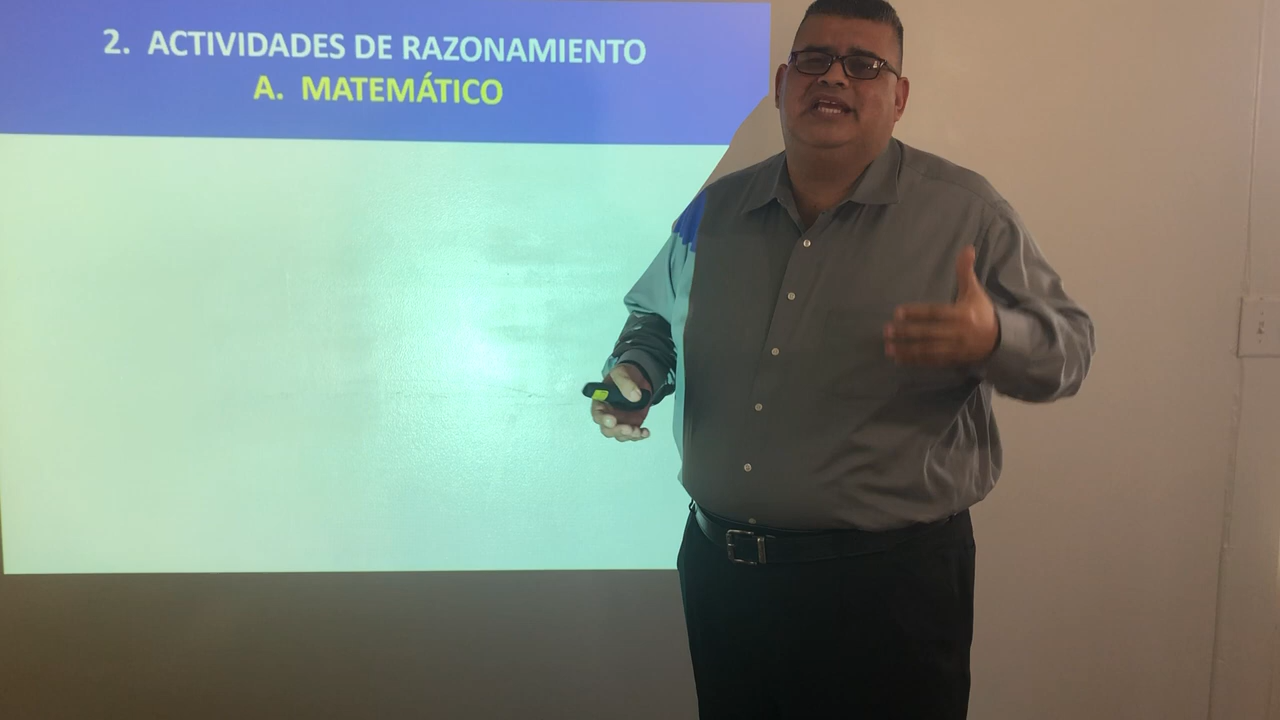 2. ACTIVIDADES DE RAZONAMIENTO
A. MATEMÁTICO